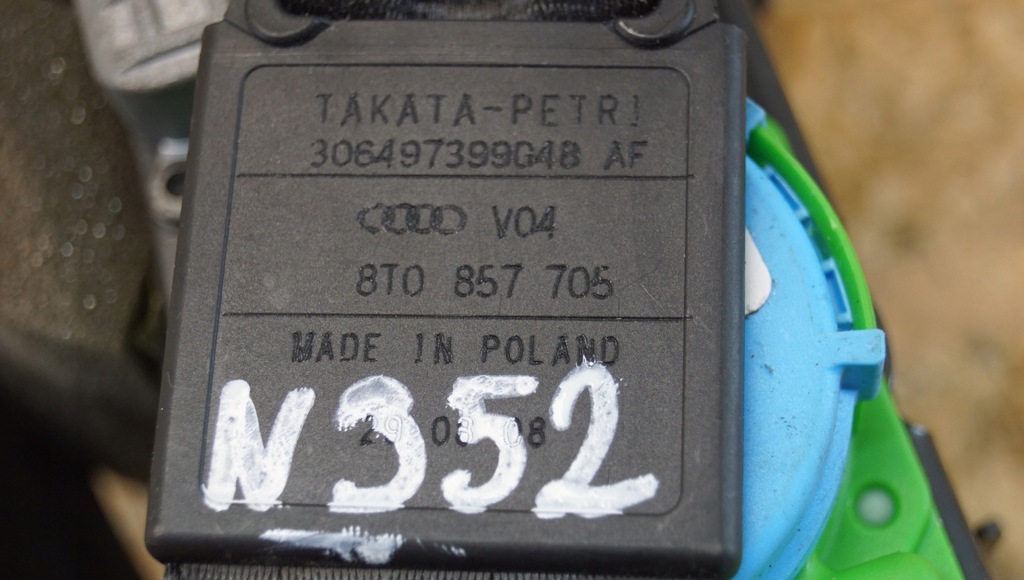 TAKATA-PETRI
306497399G48 AF
V04
8T0 857 705
MADE IN POLAND
N352